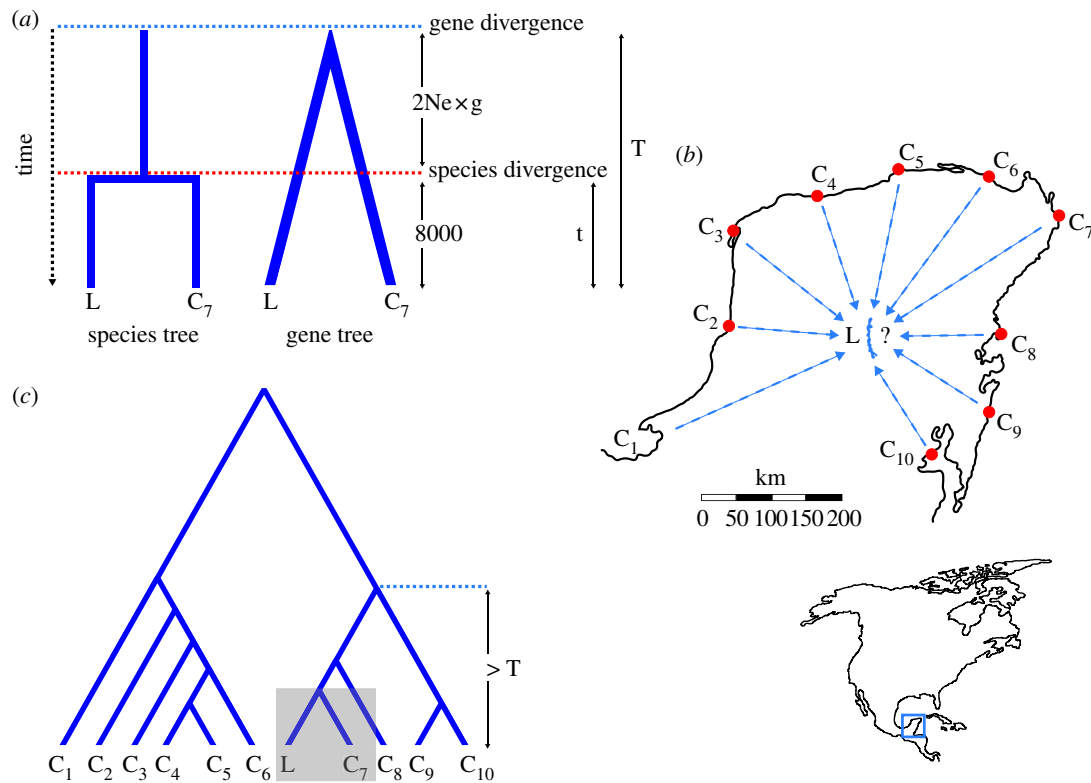 (a)
gene divergence
2Ne × g
time
T
species divergence
8000
t
L C7 L C7
species tree gene tree
(b)
C5 C6
C4
C3 C7
C2 L ? C8
C1 C9
C10
km
0 50 100 150 200
(c)
> T
C1 C2 C3 C4 C5 C6 L C7 C8 C9 C10